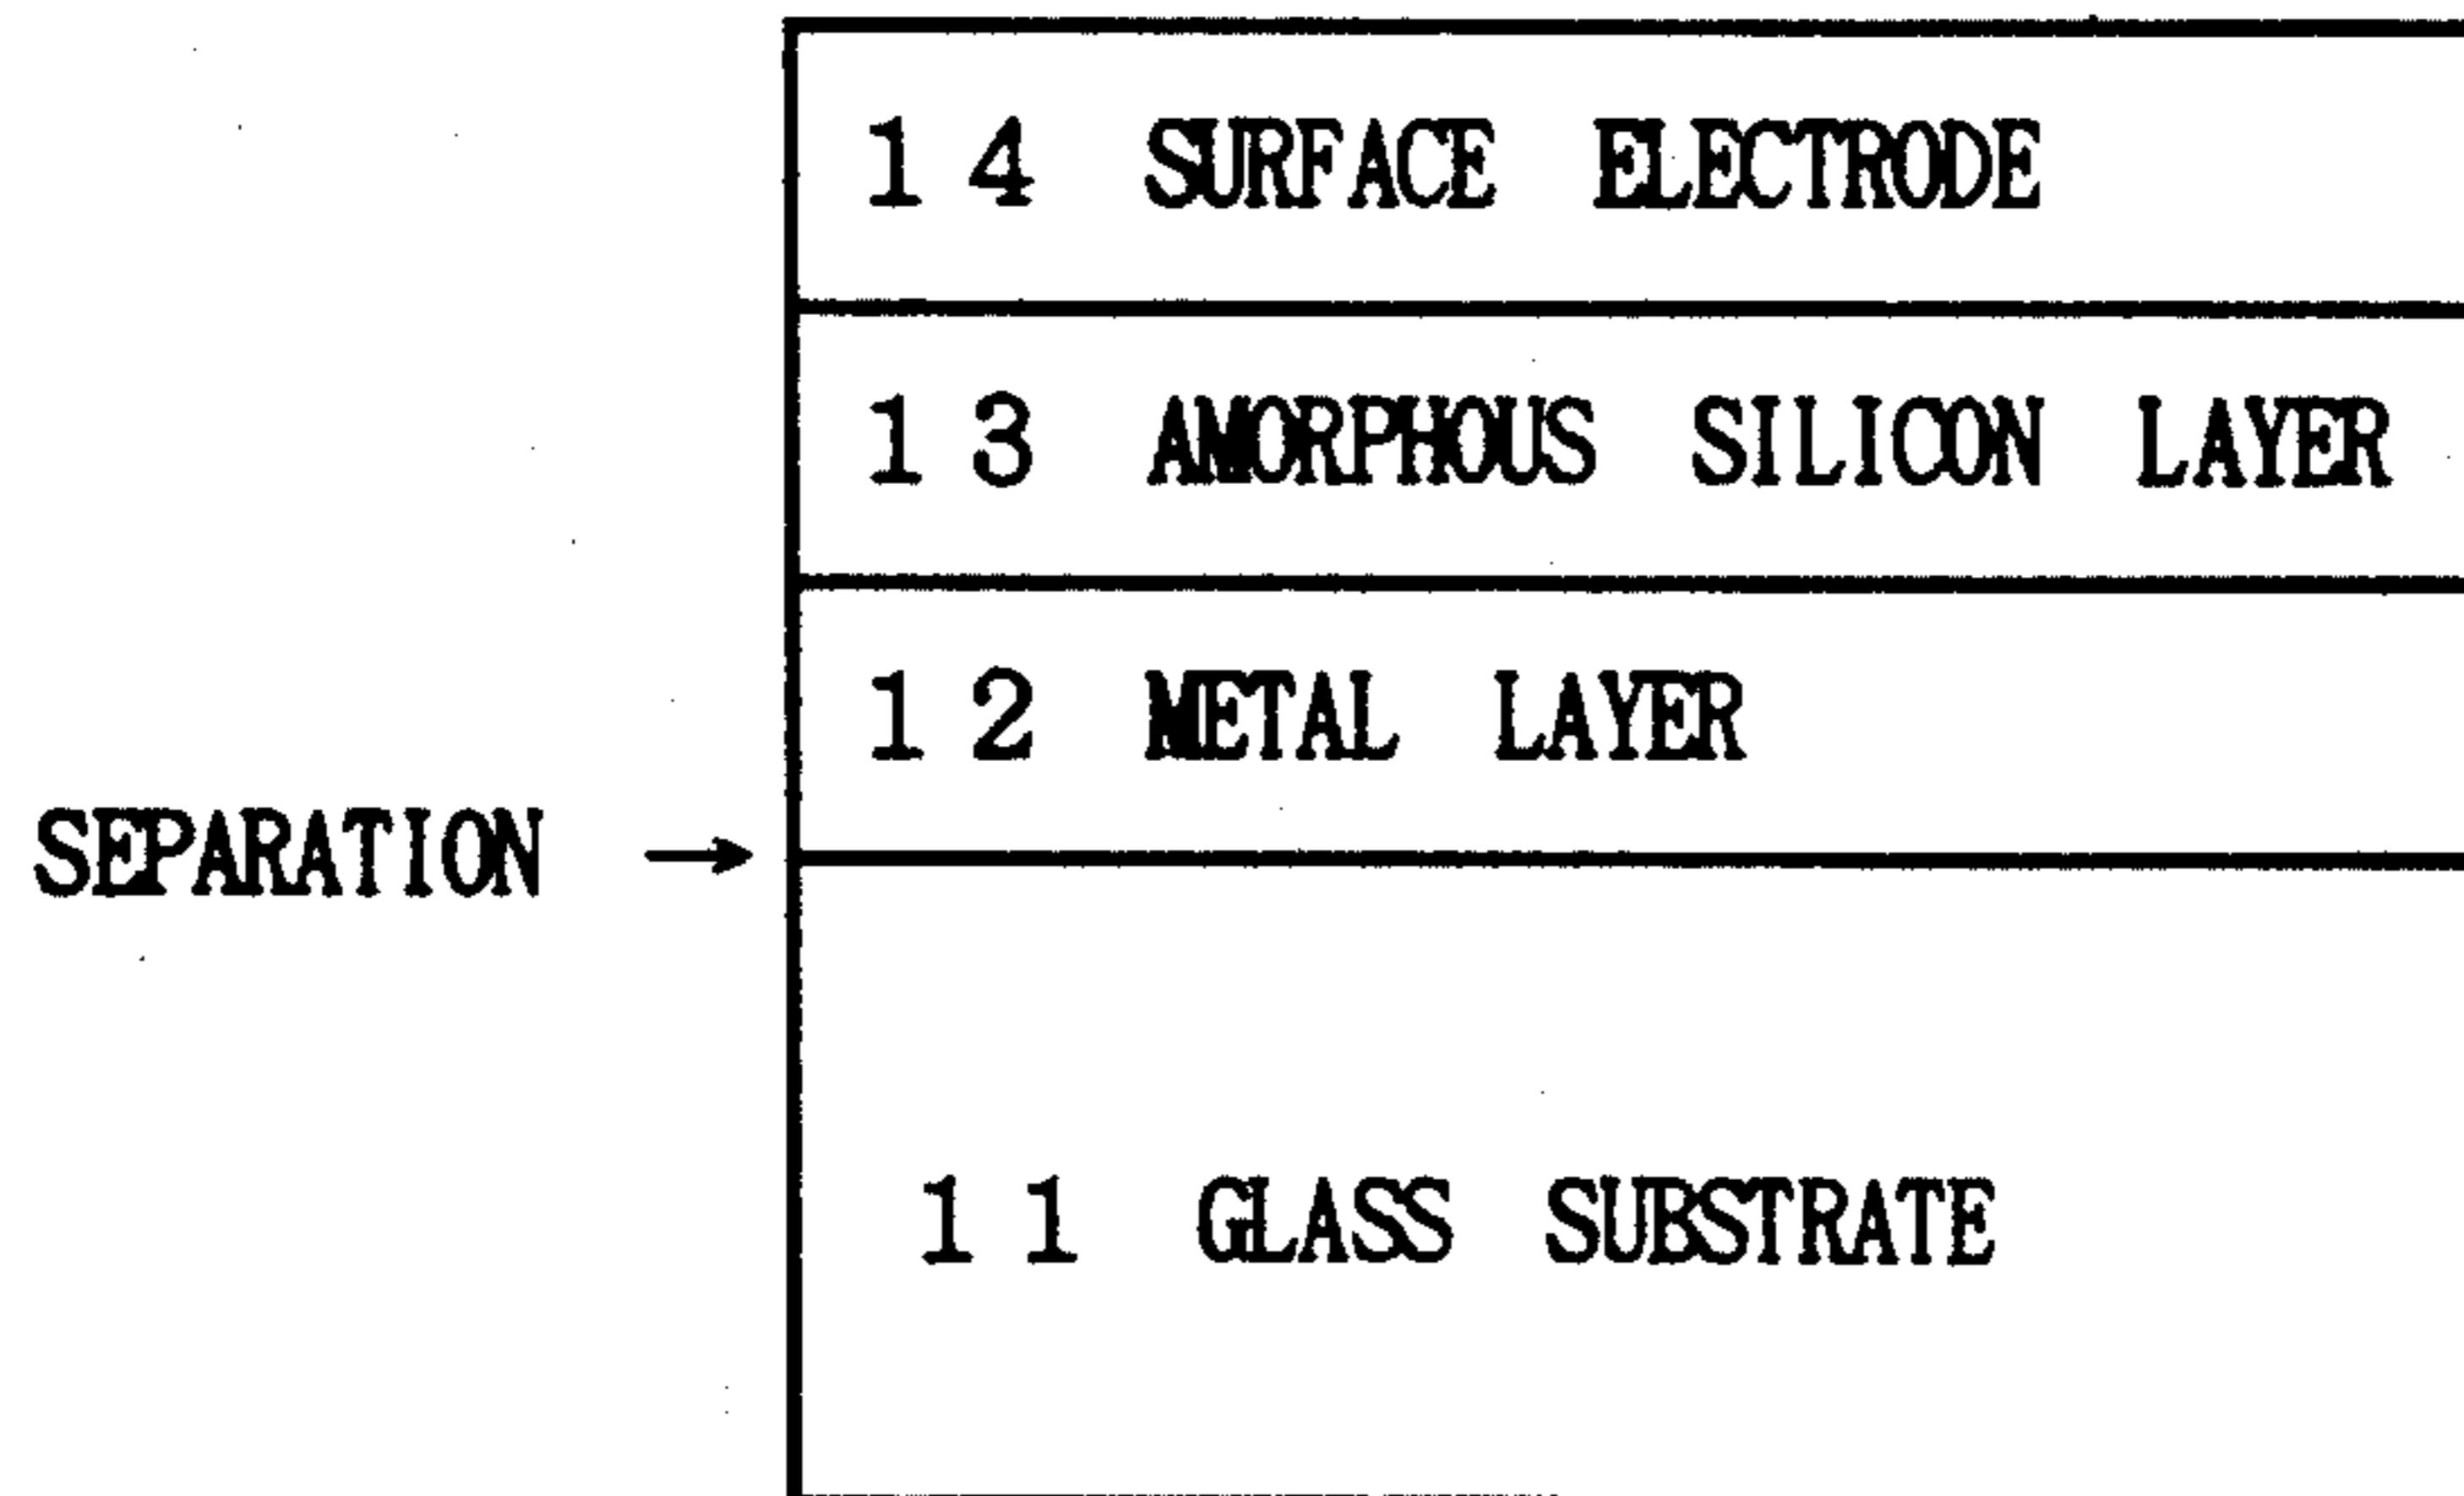 14 SURFACE ELECTRODE
13 AMORPHOUS SILICON LAYER
12 METAL LAYER
SEPARATION →
11 GLASS SUBSTRATE